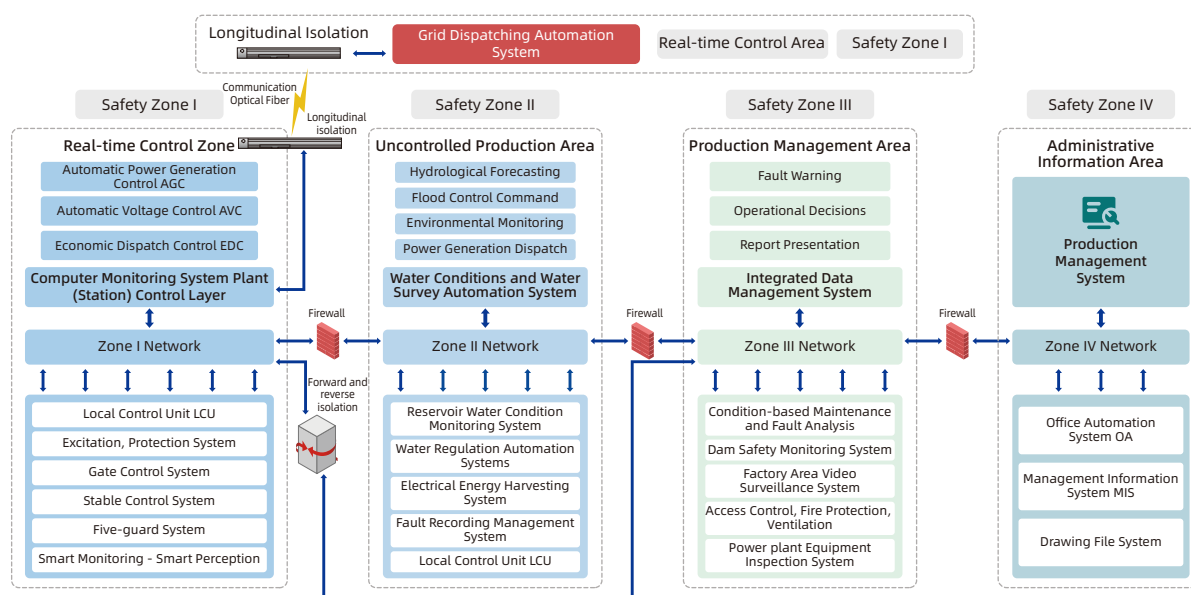 Longitudinal Isolation
Grid Dispatching Automation
System
Real-time Control Area
Safety Zone I
Communication
Optical Fiber
Longitudinal
isolation
Safety Zone I
Real-time Control Zone
Automatic Power Generation
Control AGC
Automatic Voltage Control AVC
Economic Dispatch Control EDC
Computer Monitoring System Plant
(Station) Control Layer
Zone I Network
Local Control Unit LCU
Excitation, Protection System
Gate Control System
Stable Control System
Five-guard System
Smart Monitoring - Smart Perception
Firewall
Forward and
reverse
isolation
Safety Zone II
Uncontrolled Production Area
Hydrological Forecasting
Flood Control Command
Environmental Monitoring
Power Generation Dispatch
Water Conditions and Water
Survey Automation System
Zone II Network
Reservoir Water Condition
Monitoring System
Water Regulation Automation
Systems
Electrical Energy Harvesting
System
Fault Recording Management
System
Local Control Unit LCU
Firewall
Safety Zone III
Production Management Area
Fault Warning
Operational Decisions
Report Presentation
Integrated Data
Management System
Zone III Network
Condition-based Maintenance
and Fault Analysis
Dam Safety Monitoring System
Factory Area Video
Surveillance System
Access Control, Fire Protection,
Ventilation
Power plant Equipment
Inspection System
Firewall
Safety Zone IV
Administrative
Information Area
Production
Management
System
Zone IV Network
Office Automation
System OA
Management Information
System MIS
Drawing File System